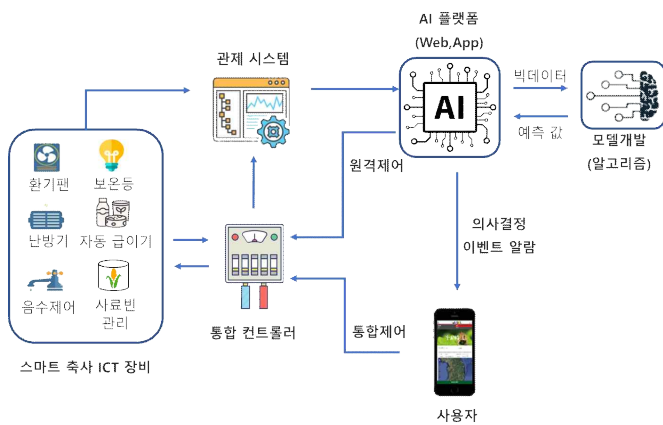 AI 플랫폼
(Web,App)
관제 시스템
AI
빅데이터
예측 값
모델개발
(알고리즘)
환기팬
보온등
난방기
자동 급이기
음수제어
사료빈
관리
스마트 축사 ICT 장비
원격제어
통합 컨트롤러
의사결정
이벤트 알람
통합제어
사용자